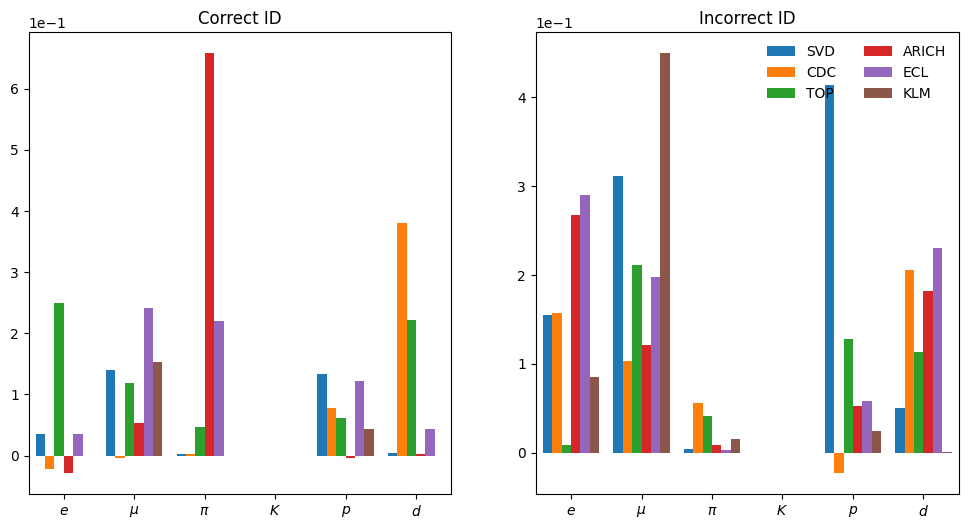 Correct ID
1e−1
6
5
4
3
2
1
0
e μ π K p d
Incorrect ID
1e−1
SVD ARICH
CDC ECL
TOP KLM
4
3
2
1
0
e μ π K p d